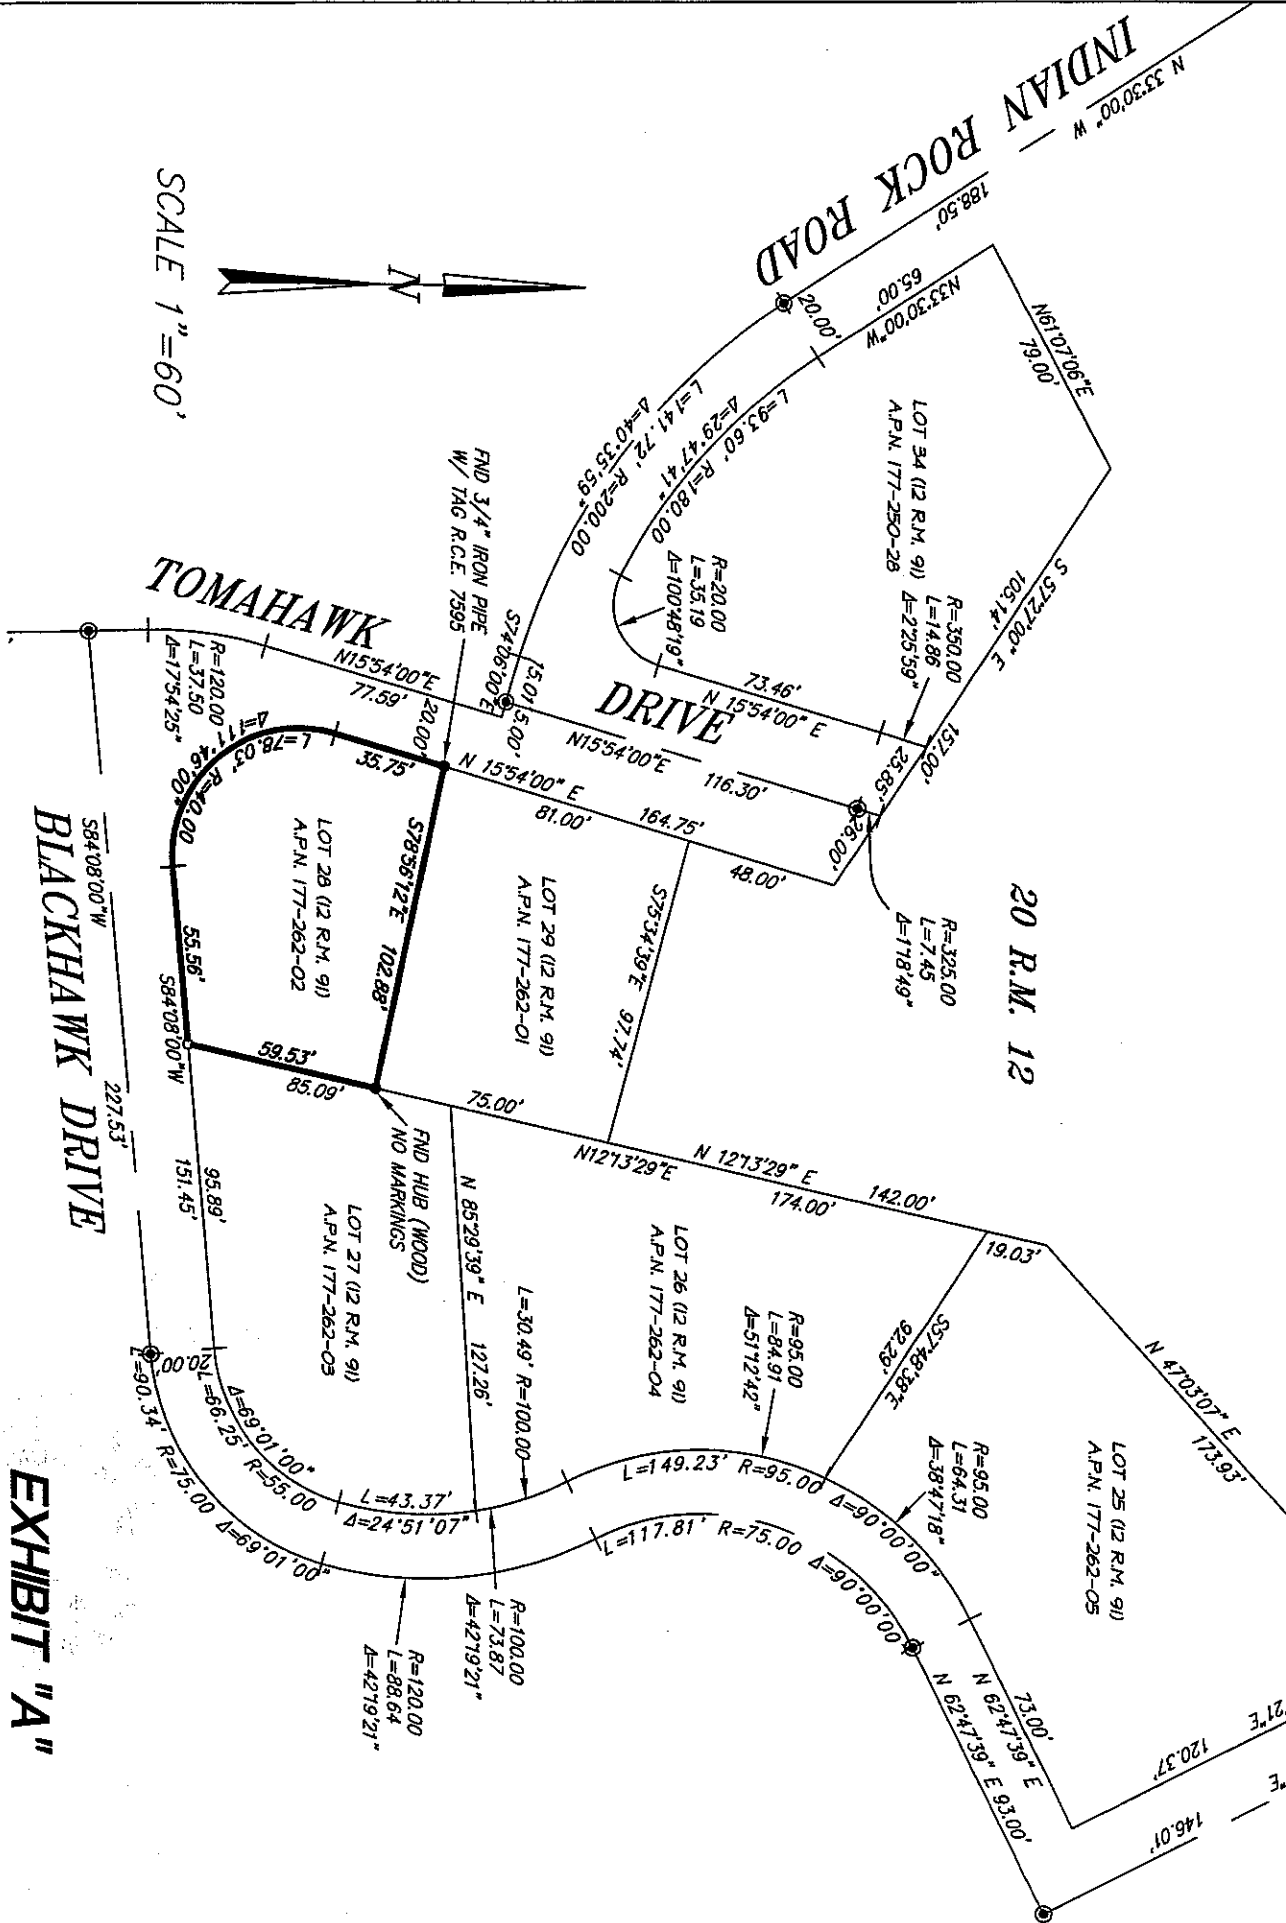 INDIAN ROCK ROAD
N 33°30'00" W
188.50'
65.00'
N33°30'00"W
20.00'
N61°07'06"E
79.00'
LOT 34 (12 R.M. 91)
A.P.N. 177-250-28
S 57°27'00" E
105.14'
157.00'
R=350.00
L=14.86
Δ=2°25'59"
L=93.60' R=180.00
Δ=29°47'41"
L=141.72' R=200.00
Δ=40°35'59"
R=20.00
L=35.19
Δ=100°48'19"
73.46'
N 15°54'00" E
25.85'
26.00'
R=325.00
L=7.45
Δ=1°18'49"
20 R.M. 12
SCALE 1"=60'
N
FND 3/4" IRON PIPE
W/ TAG R.C.E. 7595
TOMAHAWK DRIVE
S74°06'00"E
15.01'
5.00'
N15°54'00"E
77.59'
20.00'
N15°54'00"E
116.30'
N 15°54'00" E
164.75'
81.00'
48.00'
R=120.00
L=37.50
Δ=17°54'25"
Δ=111°46'00"
L=78.03' R=40.00
35.75'
S78°56'12"E 102.88'
LOT 28 (12 R.M. 91)
A.P.N. 177-262-02
55.56'
S84°08'00"W
59.53'
85.09'
LOT 29 (12 R.M. 91)
A.P.N. 177-262-01
S75°34'39"E 97.74'
75.00'
N12°13'29"E
N 12°13'29" E
174.00'
142.00'
19.03'
FND HUB (WOOD)
NO MARKINGS
N 85°29'39" E 127.26'
LOT 27 (12 R.M. 91)
A.P.N. 177-262-03
95.89'
151.45'
S84°08'00"W
227.53'
BLACKHAWK DRIVE
20.00'
L=90.34' R=75.00 Δ=69°01'00"
Δ=69°01'00"
L=66.25' R=55.00
L=43.37'
Δ=24°51'07"
L=30.49' R=100.00
LOT 26 (12 R.M. 91)
A.P.N. 177-262-04
R=95.00
L=84.91
Δ=51°12'42"
S57°48'38"E
92.29'
N 47°03'07" E
173.93'
R=95.00
L=64.31
Δ=38°47'18"
L=149.23' R=95.00 Δ=90°00'00"
L=117.81' R=75.00 Δ=90°00'00
R=100.00
L=73.87
Δ=42°19'21"
R=120.00
L=88.64
Δ=42°19'21"
LOT 25 (12 R.M. 91)
A.P.N. 177-262-05
73.00'
N 62°47'39" E
N 62°47'39" E 93.00'
120.37'
146.01'
'21"E
"E
EXHIBIT "A"